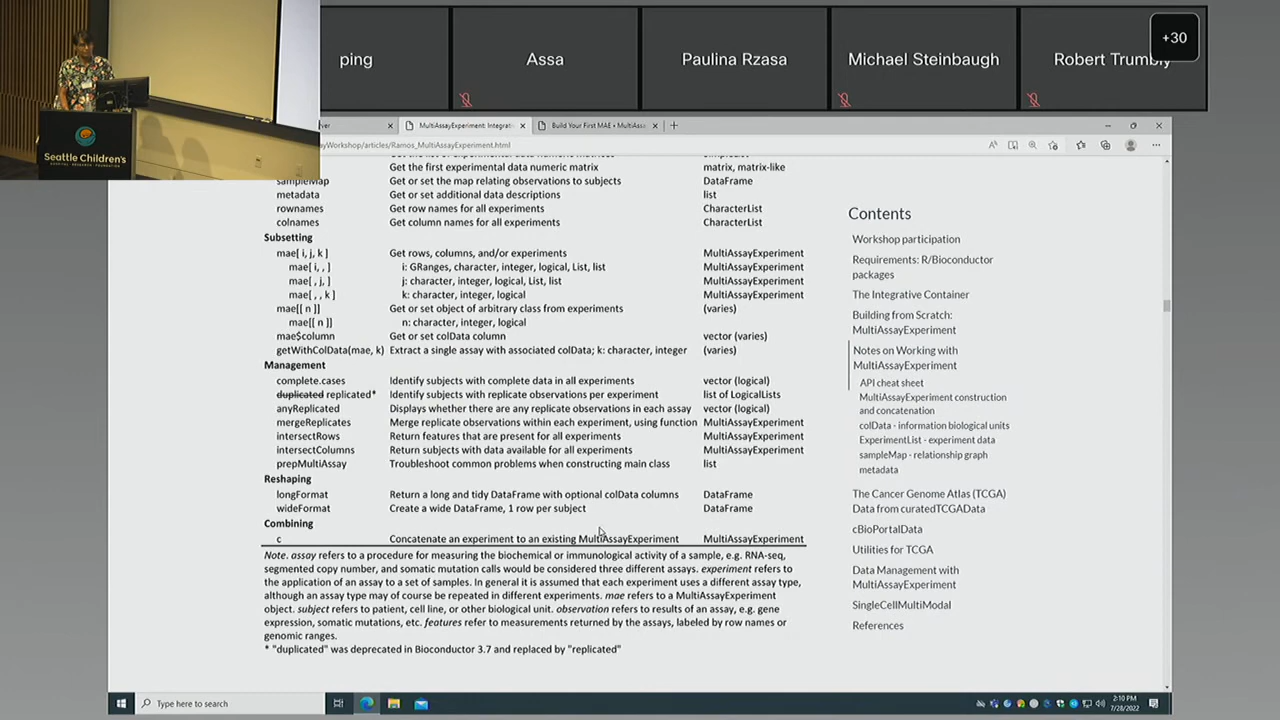 ping
Assa
Paulina Rzasa
Michael Steinbaugh
Robert Trumbly
+30
Seattle Children's
HOSPITAL • RESEARCH • FOUNDATION
MultiAssayExperiment: Integrati
Build Your First MAE • MultiAssa
yWorkshop/articles/Ramos_MultiAssayExperiment.html
Get the first experimental data numeric matrix matrix, matrix-like
sampleMap Get or set the map relating observations to subjects DataFrame
metadata Get or set additional data descriptions list
rownames Get row names for all experiments CharacterList
colnames Get column names for all experiments CharacterList
Subsetting
mae[ i, j, k ] Get rows, columns, and/or experiments MultiAssayExperiment
mae[ i, , ] i: GRanges, character, integer, logical, List, list MultiAssayExperiment
mae[ , j, ] j: character, integer, logical, List, list MultiAssayExperiment
mae[ , , k ] k: character, integer, logical MultiAssayExperiment
mae[[ n ]] Get or set object of arbitrary class from experiments (varies)
mae[[ n ]] n: character, integer, logical
mae$column Get or set colData column vector (varies)
getWithColData(mae, k) Extract a single assay with associated colData; k: character, integer (varies)
Management
complete.cases Identify subjects with complete data in all experiments vector (logical)
duplicated replicated* Identify subjects with replicate observations per experiment list of LogicalLists
anyReplicated Displays whether there are any replicate observations in each assay vector (logical)
mergeReplicates Merge replicate observations within each experiment, using function MultiAssayExperiment
intersectRows Return features that are present for all experiments MultiAssayExperiment
intersectColumns Return subjects with data available for all experiments MultiAssayExperiment
prepMultiAssay Troubleshoot common problems when constructing main class list
Reshaping
longFormat Return a long and tidy DataFrame with optional colData columns DataFrame
wideFormat Create a wide DataFrame, 1 row per subject DataFrame
Combining
c Concatenate an experiment to an existing MultiAssayExperiment MultiAssayExperiment
Note. assay refers to a procedure for measuring the biochemical or immunological activity of a sample, e.g. RNA-seq,
segmented copy number, and somatic mutation calls would be considered three different assays. experiment refers to
the application of an assay to a set of samples. In general it is assumed that each experiment uses a different assay type,
although an assay type may of course be repeated in different experiments. mae refers to a MultiAssayExperiment
object. subject refers to patient, cell line, or other biological unit. observation refers to results of an assay, e.g. gene
expression, somatic mutations, etc. features refer to measurements returned by the assays, labeled by row names or
genomic ranges.
* "duplicated" was deprecated in Bioconductor 3.7 and replaced by "replicated"
Contents
Workshop participation
Requirements: R/Bioconductor
packages
The Integrative Container
Building from Scratch:
MultiAssayExperiment
Notes on Working with
MultiAssayExperiment
API cheat sheet
MultiAssayExperiment construction
and concatenation
colData - information biological units
ExperimentList - experiment data
sampleMap - relationship graph
metadata
The Cancer Genome Atlas (TCGA)
Data from curatedTCGAData
cBioPortalData
Utilities for TCGA
Data Management with
MultiAssayExperiment
SingleCellMultiModal
References
Type here to search
2:10 PM
7/28/2022